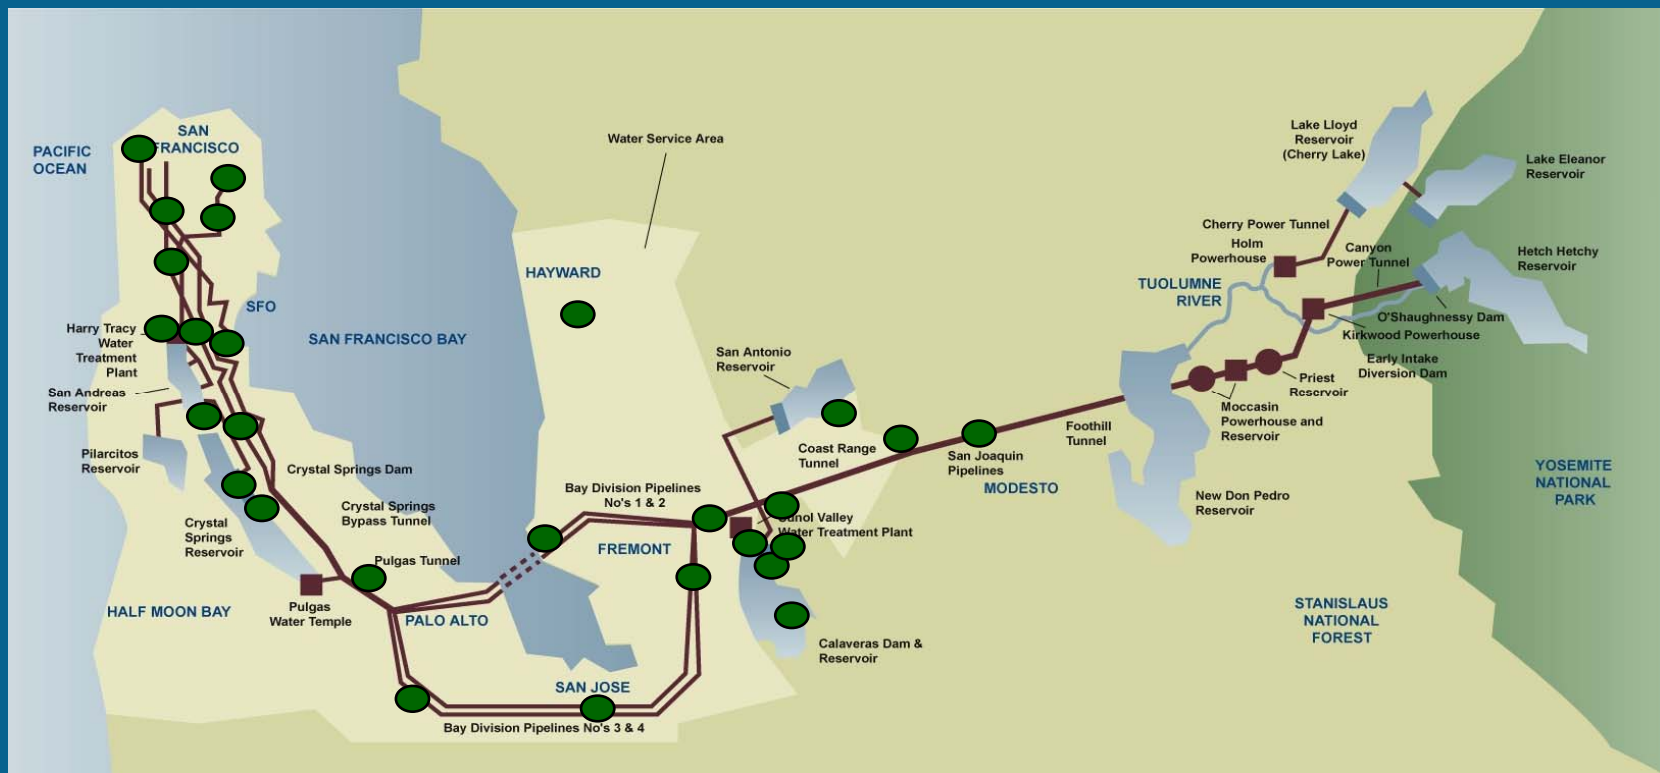 PACIFIC
OCEAN
SAN
FRANCISCO
SFO
SAN FRANCISCO BAY
HAYWARD
Water Service Area
Lake Lloyd
Reservoir
(Cherry Lake)
Lake Eleanor
Reservoir
Cherry Power Tunnel
Holm
Powerhouse
Canyon
Power Tunnel
Hetch Hetchy
Reservoir
TUOLUMNE
RIVER
O'Shaughnessy Dam
Kirkwood Powerhouse
Early Intake
Diversion Dam
Priest
Reservoir
Moccasin
Powerhouse and
Reservoir
Harry Tracy
Water
Treatment
Plant
San Andreas
Reservoir
Pilarcitos
Reservoir
San Antonio
Reservoir
Foothill
Tunnel
Coast Range
Tunnel
San Joaquin
Pipelines
MODESTO
New Don Pedro
Reservoir
YOSEMITE
NATIONAL
PARK
Crystal Springs Dam
Crystal Springs
Bypass Tunnel
Crystal
Springs
Reservoir
Bay Division Pipelines
No's 1 & 2
FREMONT
Sunol Valley
Water Treatment Plant
Pulgas Tunnel
Pulgas
Water Temple
HALF MOON BAY
PALO ALTO
Calaveras Dam &
Reservoir
STANISLAUS
NATIONAL
FOREST
SAN JOSE
Bay Division Pipelines No's 3 & 4